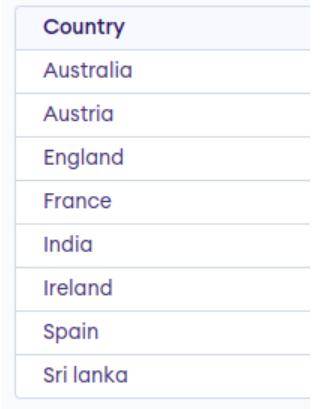 Country
Australia
Austria
England
France
India
Ireland
Spain
Sri lanka